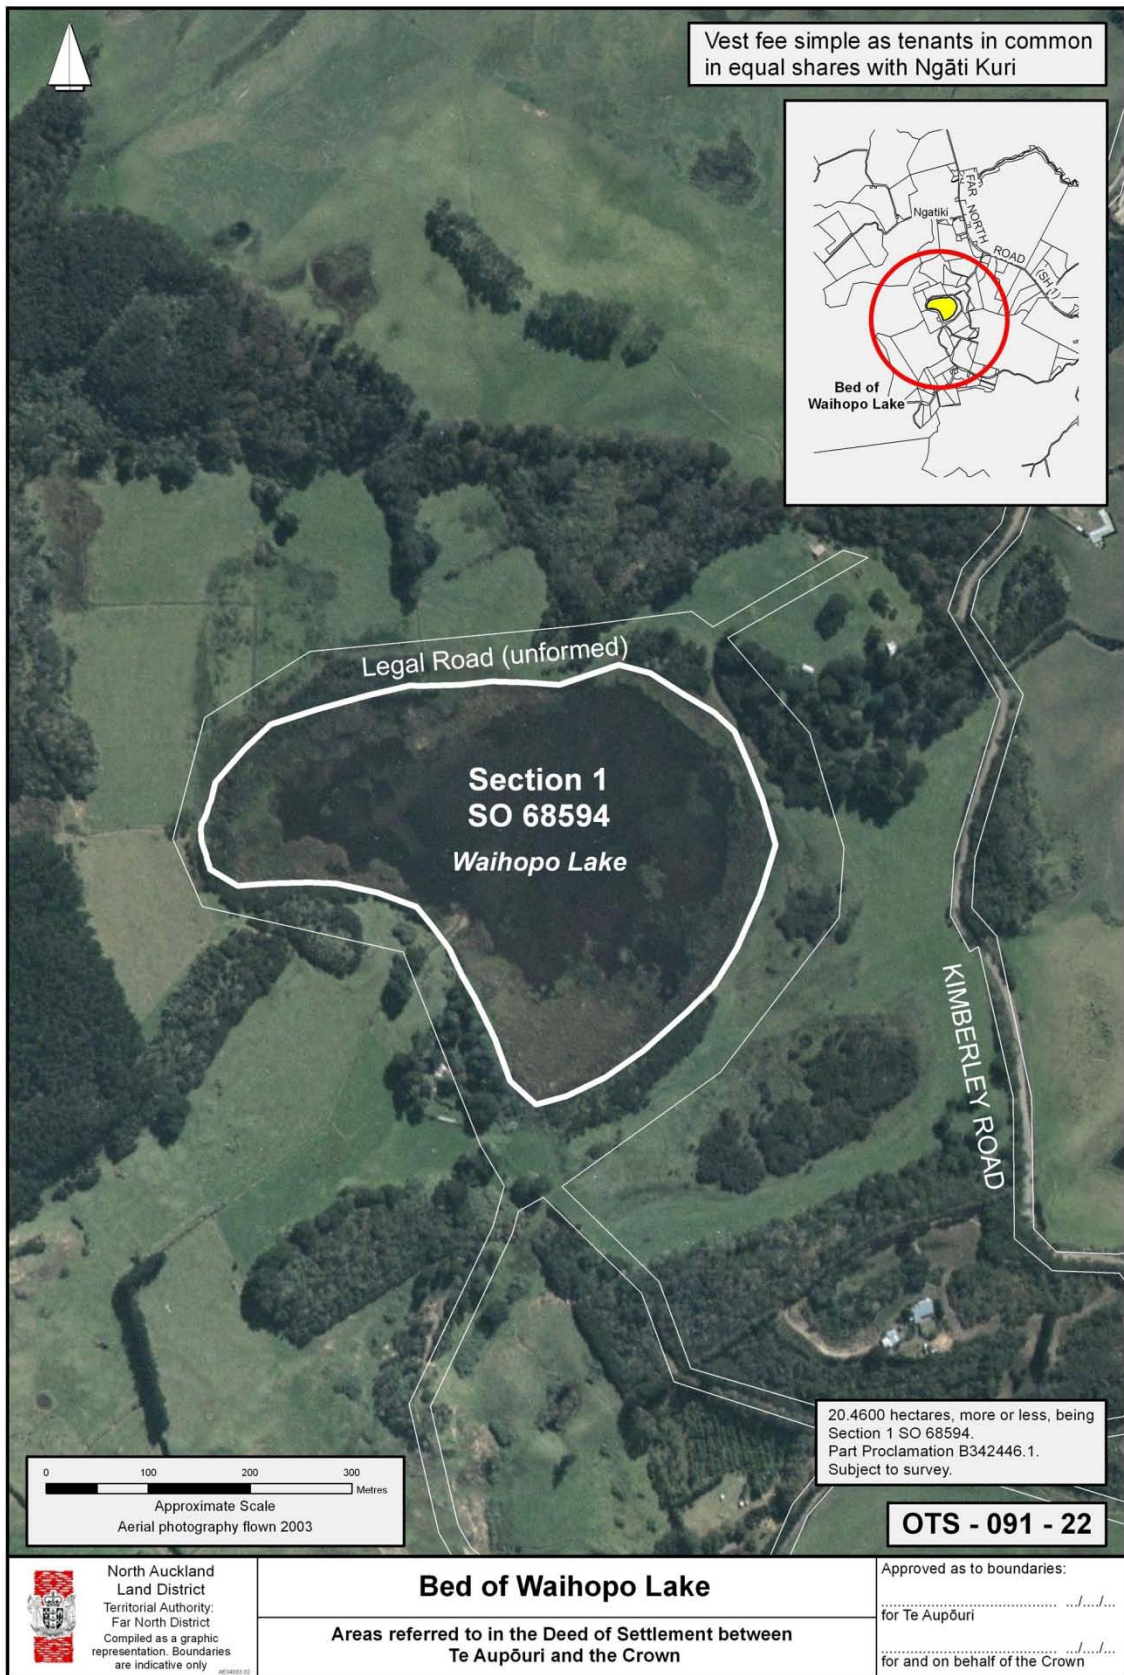 Vest fee simple as tenants in common
in equal shares with Ngāti Kuri
FAR NORTH ROAD (SH 1)
Ngatiki
Bed of
Waihopo Lake
Legal Road (unformed)
Section 1
SO 68594
Waihopo Lake
KIMBERLEY ROAD
20.4600 hectares, more or less, being
Section 1 SO 68594.
Part Proclamation B342446.1.
Subject to survey.
0 100 200 300
Metres
Approximate Scale
Aerial photography flown 2003
OTS - 091 - 22
North Auckland
Land District
Territorial Authority:
Far North District
Compiled as a graphic
representation. Boundaries
are indicative only
Bed of Waihopo Lake
Areas referred to in the Deed of Settlement between
Te Aupōuri and the Crown
Approved as to boundaries:
.................................... .../.../...
for Te Aupōuri
.................................... .../.../...
for and on behalf of the Crown